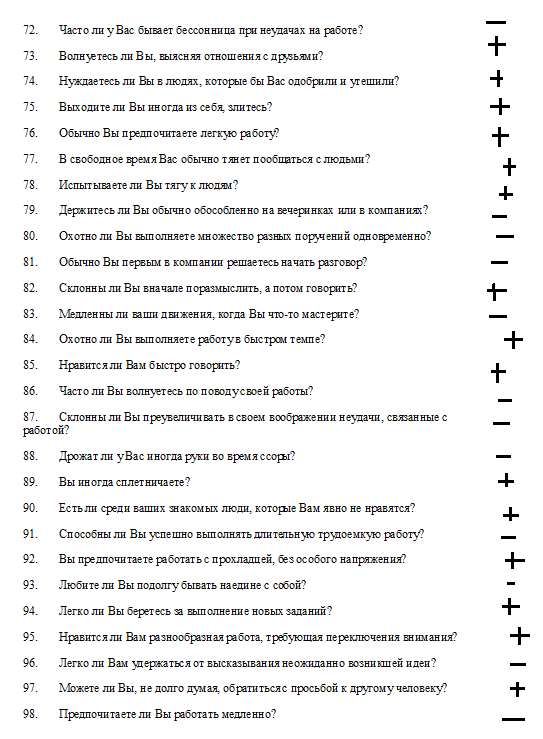 72. Часто ли у Вас бывает бессонница при неудачах на работе? —
73. Волнуетесь ли Вы, выясняя отношения с друзьями? +
74. Нуждаетесь ли Вы в людях, которые бы Вас одобрили и утешили? +
75. Выходите ли Вы иногда из себя, злитесь? +
76. Обычно Вы предпочитаете легкую работу? +
77. В свободное время Вас обычно тянет пообщаться с людьми? +
78. Испытываете ли Вы тягу к людям? +
79. Держитесь ли Вы обычно обособленно на вечеринках или в компаниях? —
80. Охотно ли Вы выполняете множество разных поручений одновременно? —
81. Обычно Вы первым в компании решаетесь начать разговор? —
82. Склонны ли Вы вначале поразмыслить, а потом говорить? +
83. Медленны ли ваши движения, когда Вы что-то мастерите? —
84. Охотно ли Вы выполняете работу в быстром темпе? +
85. Нравится ли Вам быстро говорить? +
86. Часто ли Вы волнуетесь по поводу своей работы? —
87. Склонны ли Вы преувеличивать в своем воображении неудачи, связанные с
работой? —
88. Дрожат ли у Вас иногда руки во время ссоры? —
89. Вы иногда сплетничаете? +
90. Есть ли среди ваших знакомых люди, которые Вам явно не нравятся? +
91. Способны ли Вы успешно выполнять длительную трудоемкую работу? —
92. Вы предпочитаете работать с прохладцей, без особого напряжения? +
93. Любите ли Вы подолгу бывать наедине с собой? -
94. Легко ли Вы беретесь за выполнение новых заданий? +
95. Нравится ли Вам разнообразная работа, требующая переключения внимания? +
96. Легко ли Вам удержаться от высказывания неожиданно возникшей идеи? —
97. Можете ли Вы, не долго думая, обратиться с просьбой к другому человеку? +
98. Предпочитаете ли Вы работать медленно? —